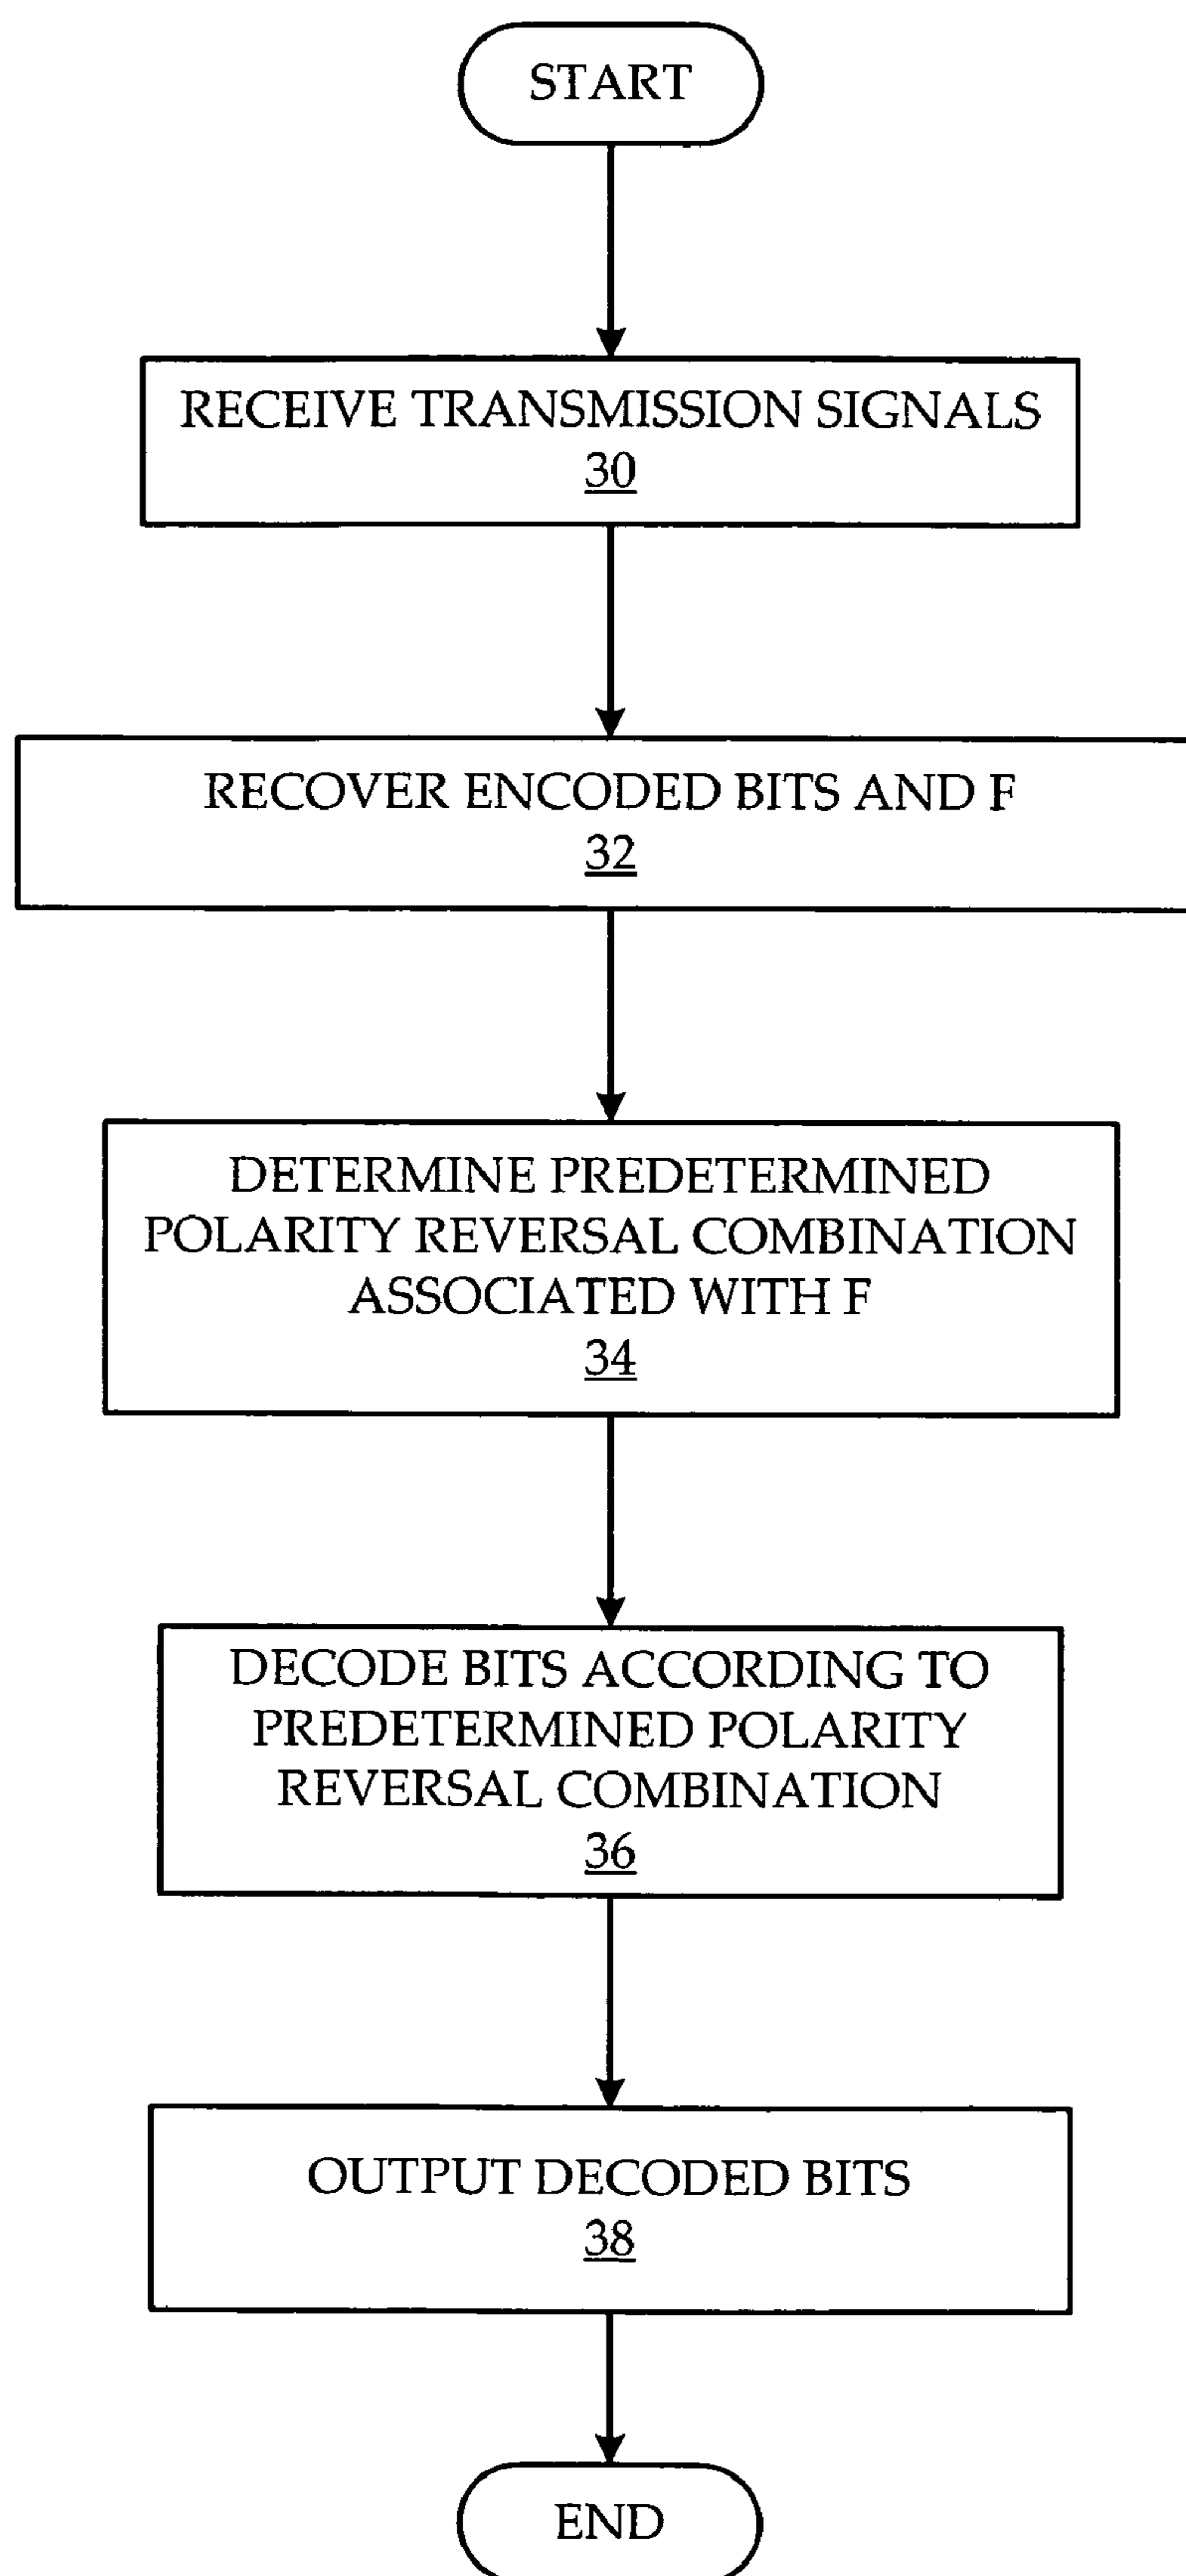 START
RECEIVE TRANSMISSION SIGNALS
30
RECOVER ENCODED BITS AND F
32
DETERMINE PREDETERMINED
POLARITY REVERSAL COMBINATION
ASSOCIATED WITH F
34
DECODE BITS ACCORDING TO
PREDETERMINED POLARITY
REVERSAL COMBINATION
36
OUTPUT DECODED BITS
38
END